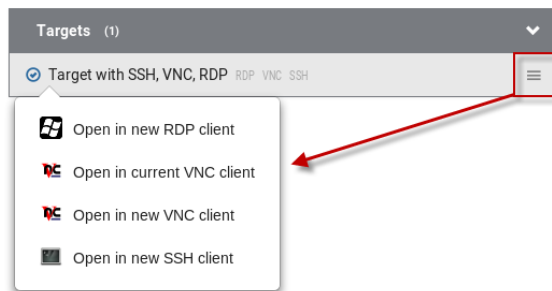 Targets (1)
Target with SSH, VNC, RDP RDP VNC SSH
Open in new RDP client
Open in current VNC client
Open in new VNC client
Open in new SSH client